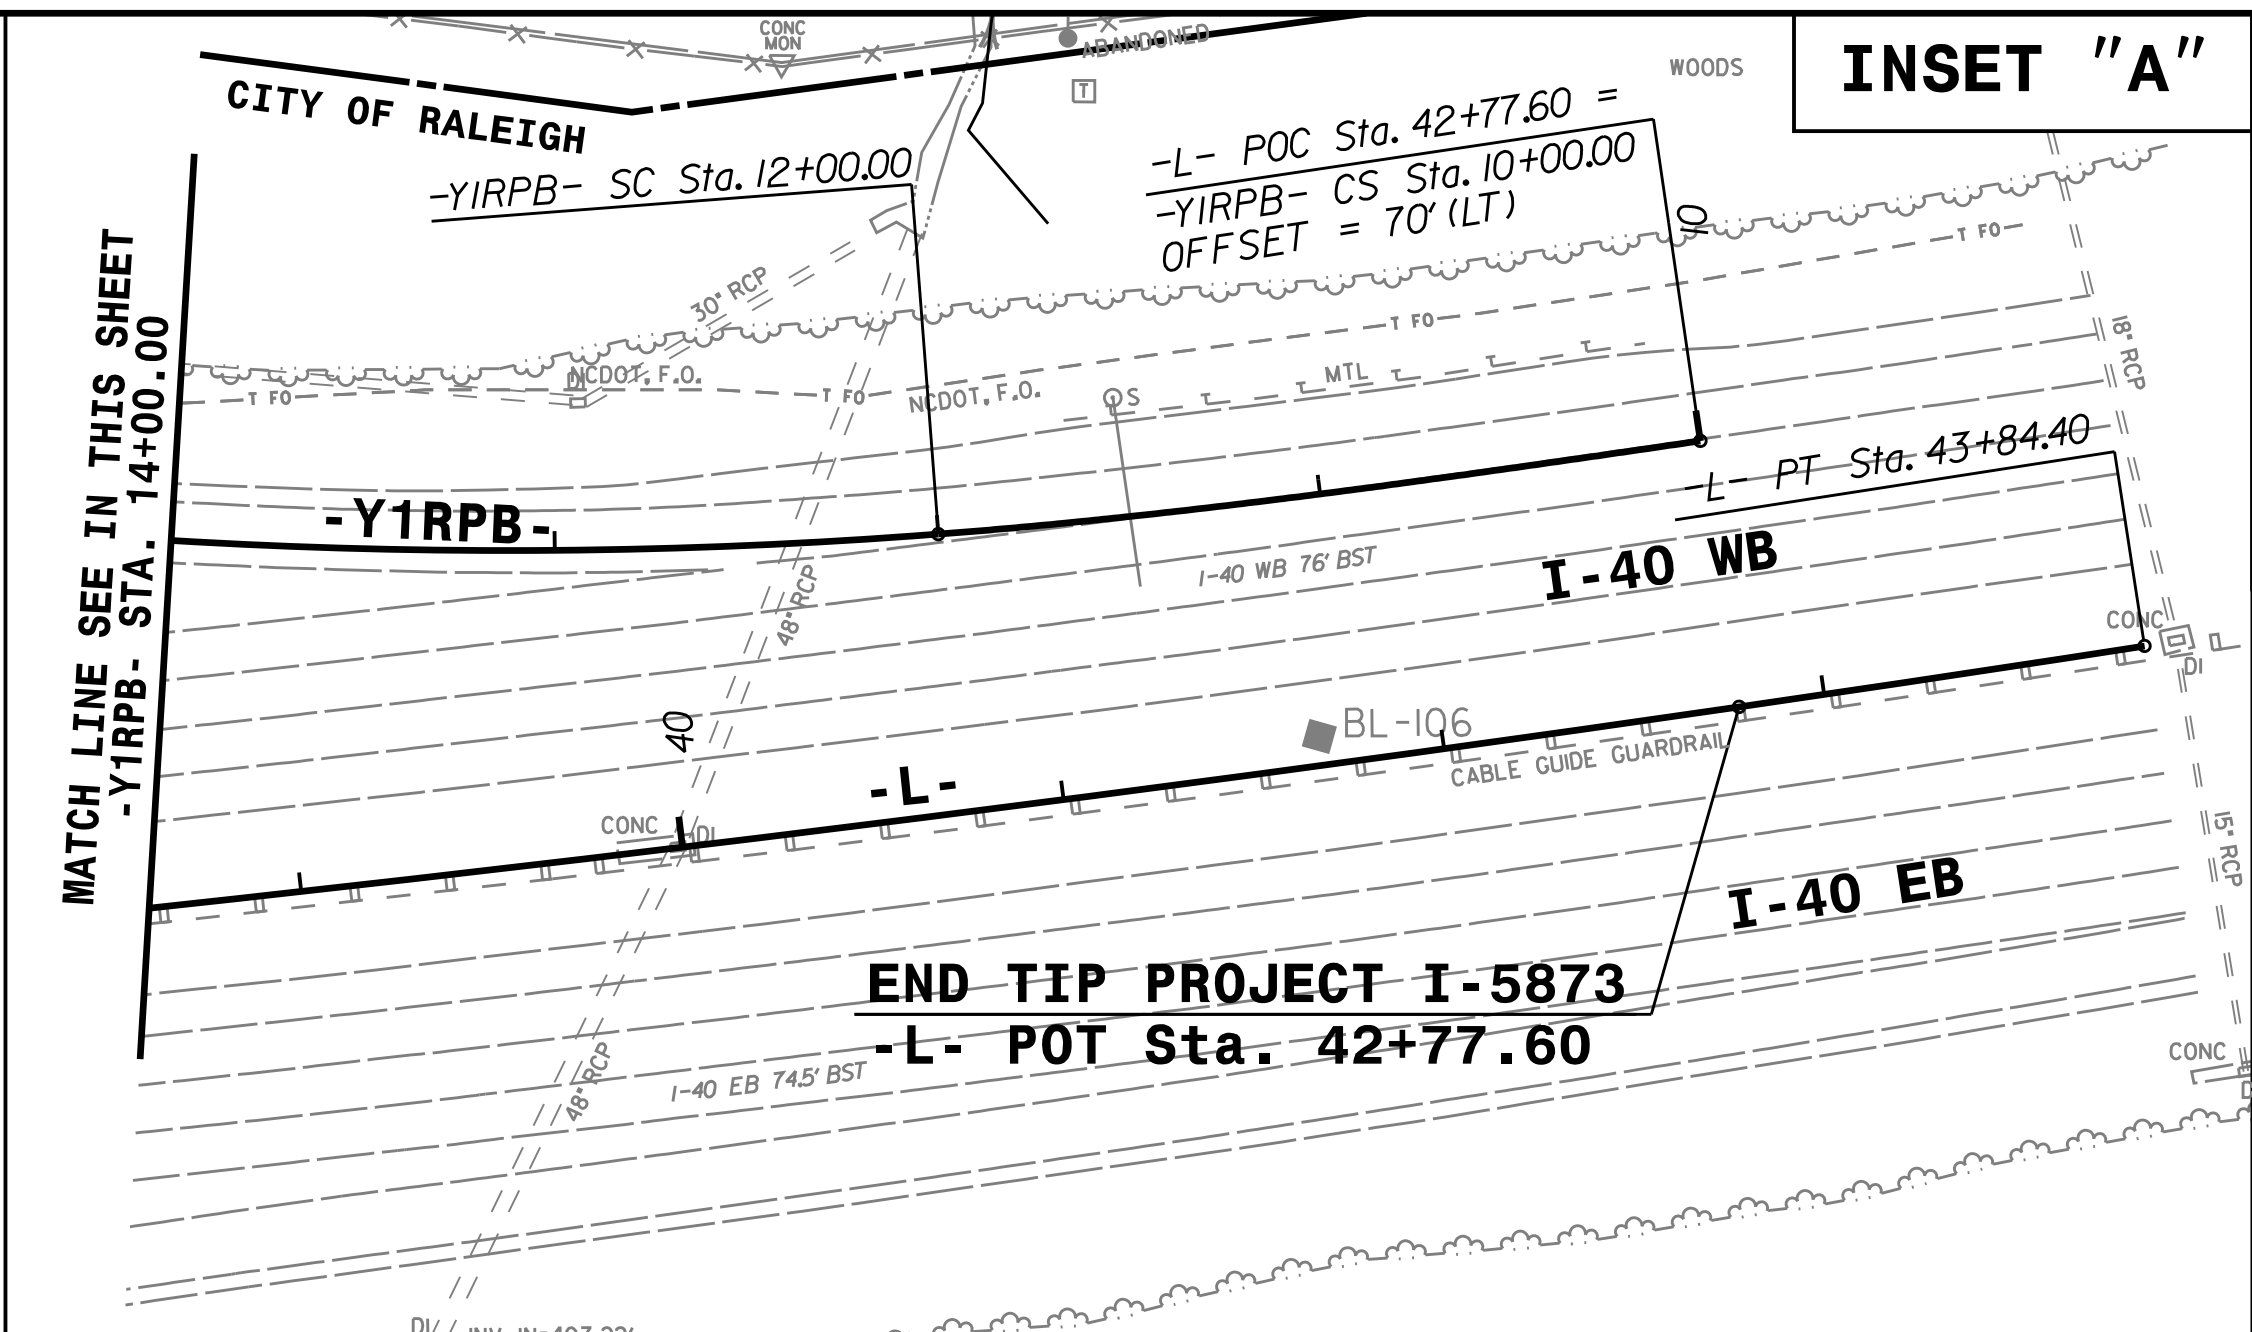 INSET "A"
CONC
MON
ABANDONED
T
WOODS
CITY OF RALEIGH
-Y1RPB- SC Sta. 12+00.00
-L- POC Sta. 42+77.60 =
-Y1RPB- CS Sta. 10+00.00
OFFSET = 70' (LT)
10
MATCH LINE SEE IN THIS SHEET
-Y1RPB- STA. 14+00.00
30" RCP
T FO
T FO
18" RCP
NCDOT, F.O.
DI
MTL
T FO
T FO
NCDOT, F.O.
S
-L- PT Sta. 43+84.40
-Y1RPB-
I-40 WB 76' BST
I-40 WB
48" RCP
CONC
DI
40
BL-106
CABLE GUIDE GUARDRAIL
-L-
CONC
DI
15" RCP
I-40 EB
END TIP PROJECT I-5873
-L- POT Sta. 42+77.60
48" RCP
I-40 EB 74.5' BST
CONC
DI